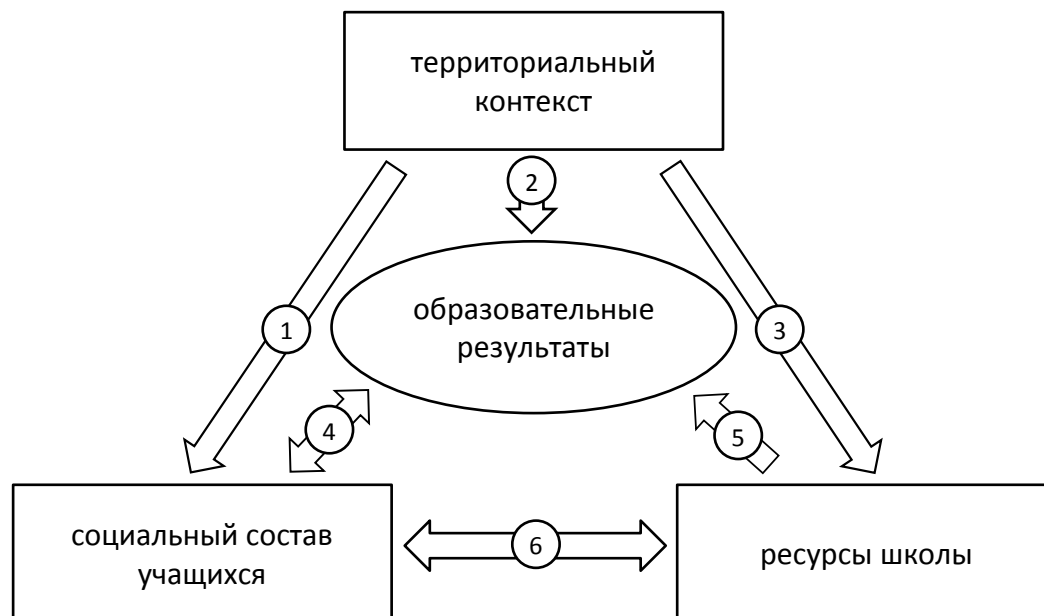 территориальный
контекст
2
образовательные
результаты
1
3
4
5
социальный состав
учащихся
6
ресурсы школы